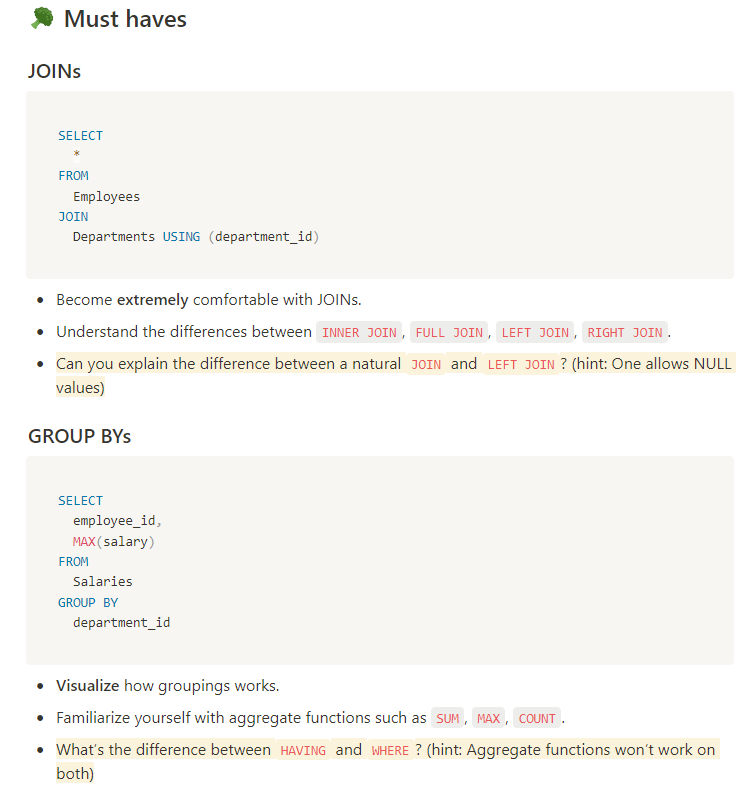 🥦 Must haves
JOINs
SELECT
*
FROM
Employees
JOIN
Departments USING (department_id)
• Become extremely comfortable with JOINs.
• Understand the differences between INNER JOIN, FULL JOIN, LEFT JOIN, RIGHT JOIN.
• Can you explain the difference between a natural JOIN and LEFT JOIN? (hint: One allows NULL
values)
GROUP BYs
SELECT
employee_id,
MAX(salary)
FROM
Salaries
GROUP BY
department_id
• Visualize how groupings works.
• Familiarize yourself with aggregate functions such as SUM, MAX, COUNT.
• What's the difference between HAVING and WHERE? (hint: Aggregate functions won't work on
both)